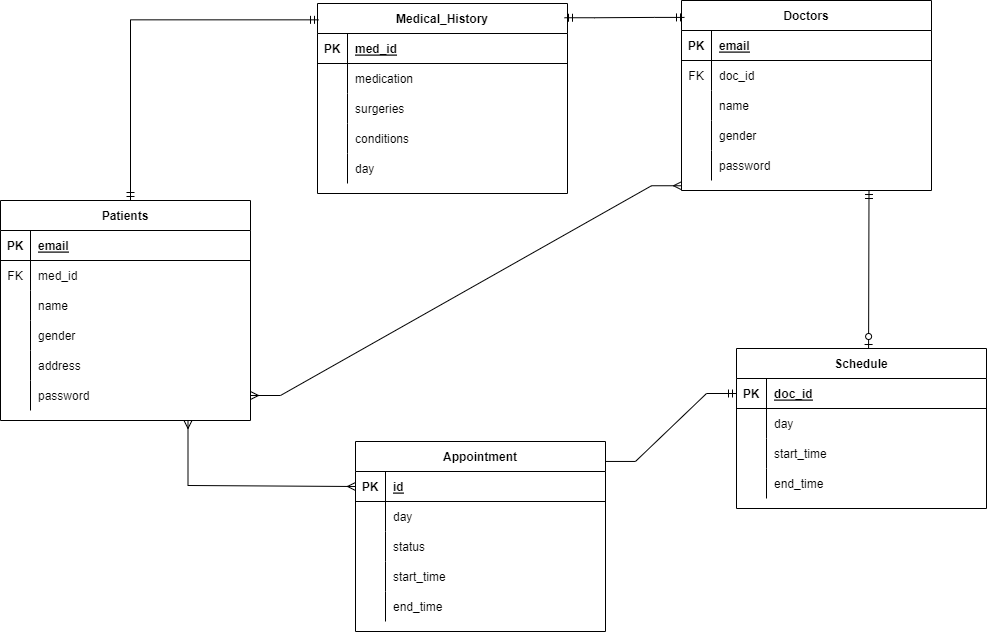 Medical_History
PK med_id
medication
surgeries
conditions
day
Doctors
PK email
FK doc_id
name
gender
password
Patients
PK email
FK med_id
name
gender
address
password
Schedule
PK doc_id
day
start_time
end_time
Appointment
PK id
day
status
start_time
end_time